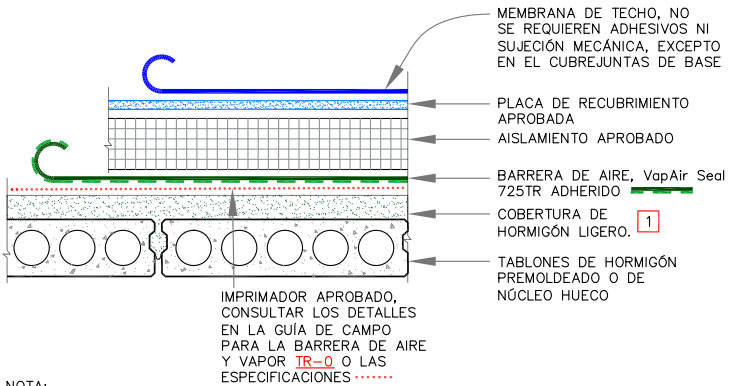 MEMBRANA DE TECHO, NO
SE REQUIEREN ADHESIVOS NI
SUJECIÓN MECÁNICA, EXCEPTO
EN EL CUBREJUNTAS DE BASE
PLACA DE RECUBRIMIENTO
APROBADA
AISLAMIENTO APROBADO
BARRERA DE AIRE, VapAir Seal
725TR ADHERIDO
COBERTURA DE
HORMIGÓN LIGERO. 1
TABLONES DE HORMIGÓN
PREMOLDEADO O DE
NÚCLEO HUECO
IMPRIMADOR APROBADO,
CONSULTAR LOS DETALLES
EN LA GUÍA DE CAMPO
PARA LA BARRERA DE AIRE
Y VAPOR TR-0 O LAS
ESPECIFICACIONES
NOTA: